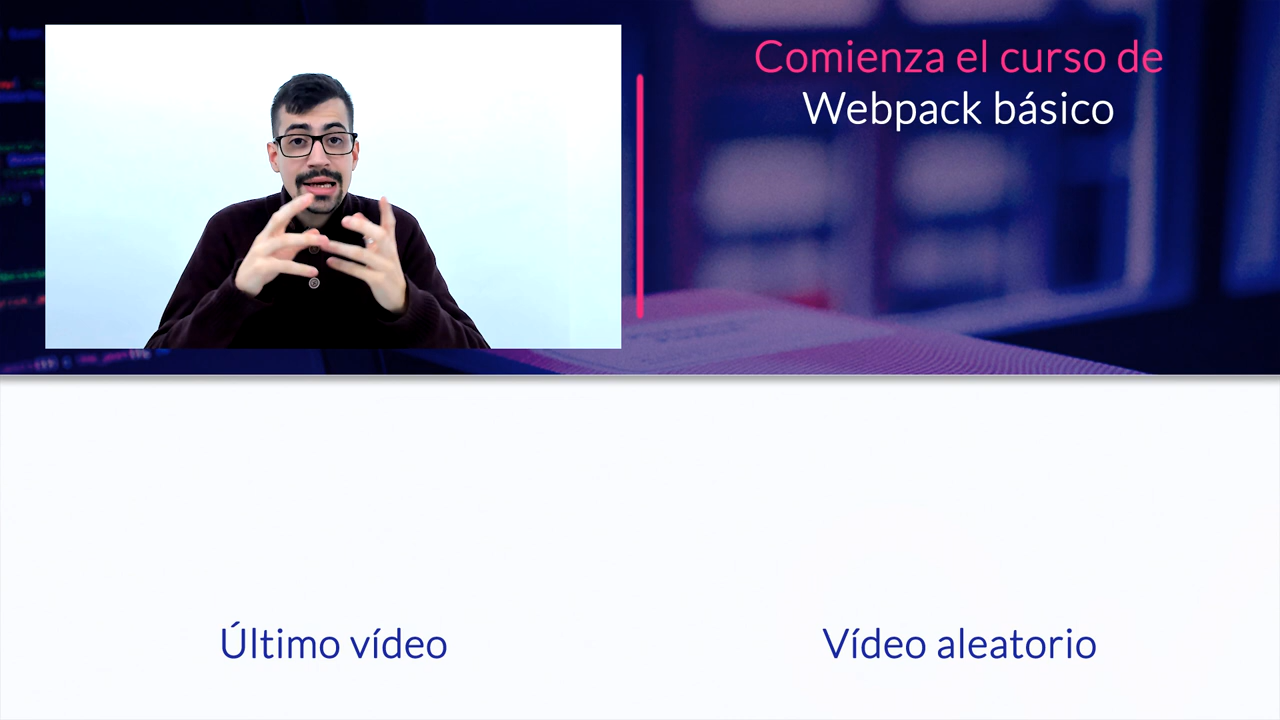 Comienza el curso de
Webpack básico
Último vídeo
Vídeo aleatorio